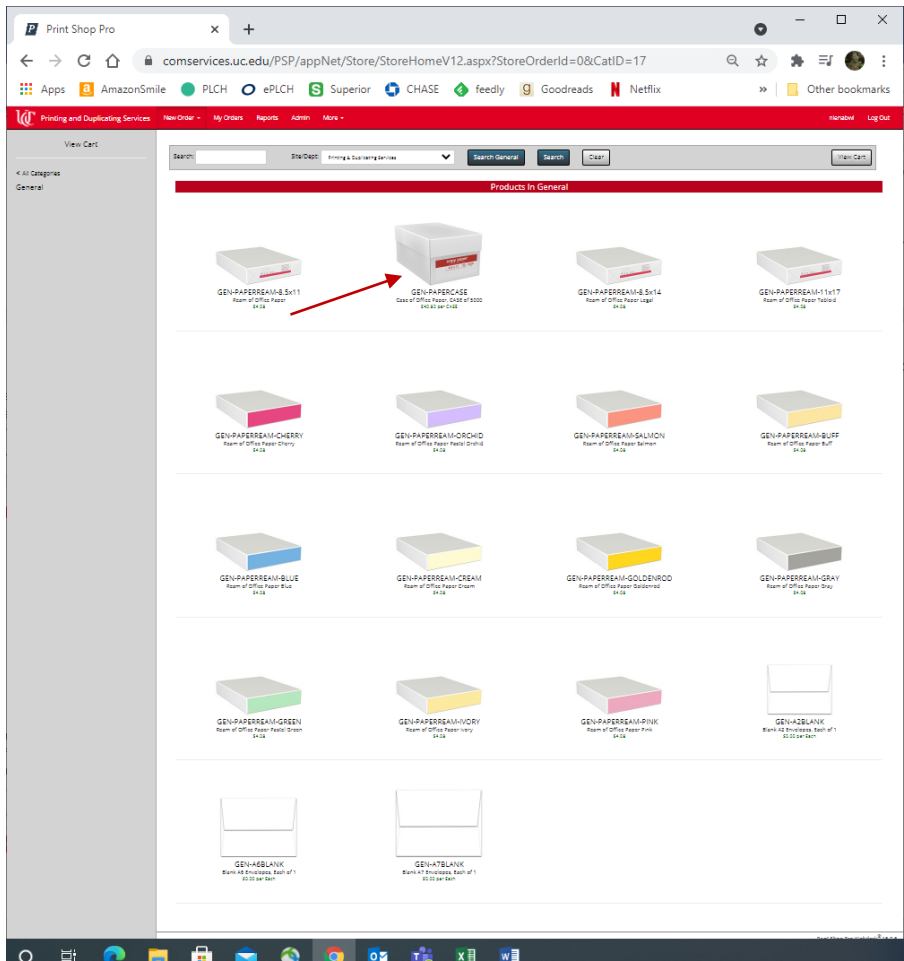 Print Shop Pro
comservices.uc.edu/PSP/appNet/Store/StoreHomeV12.aspx?StoreOrderId=0&CatID=17
Apps AmazonSmile PLCH ePLCH Superior CHASE feedly Goodreads Netflix » Other bookmarks
Printing and Duplicating Services New Order My Orders Reports Admin More Log Out
View Cart
Search: Site/Dept: Printing & Duplicating Services Search General Search Clear View Cart
< All Categories
General
Products In General
copy paper
GEN-PAPERREAM-8.5x11 GEN-PAPERCASE GEN-PAPERREAM-8.5x14 GEN-PAPERREAM-11x17
Ream of Office Paper Case of Office Paper, CASE of 5000 Ream of Office Paper Legal Ream of Office Paper Tabloid
GEN-PAPERREAM-CHERRY GEN-PAPERREAM-ORCHID GEN-PAPERREAM-SALMON GEN-PAPERREAM-BUFF
Ream of Office Paper Cherry Ream of Office Paper Pastel Orchid Ream of Office Paper Salmon Ream of Office Paper Buff
GEN-PAPERREAM-BLUE GEN-PAPERREAM-CREAM GEN-PAPERREAM-GOLDENROD GEN-PAPERREAM-GRAY
Ream of Office Paper Blue Ream of Office Paper Cream Ream of Office Paper Goldenrod Ream of Office Paper Gray
GEN-PAPERREAM-GREEN GEN-PAPERREAM-IVORY GEN-PAPERREAM-PINK GEN-A2BLANK
Ream of Office Paper Pastel Green Ream of Office Paper Ivory Ream of Office Paper Pink Blank A2 Envelopes, Each of 1
GEN-A6BLANK GEN-A7BLANK
Blank A6 Envelopes, Each of 1 Blank A7 Envelopes, Each of 1